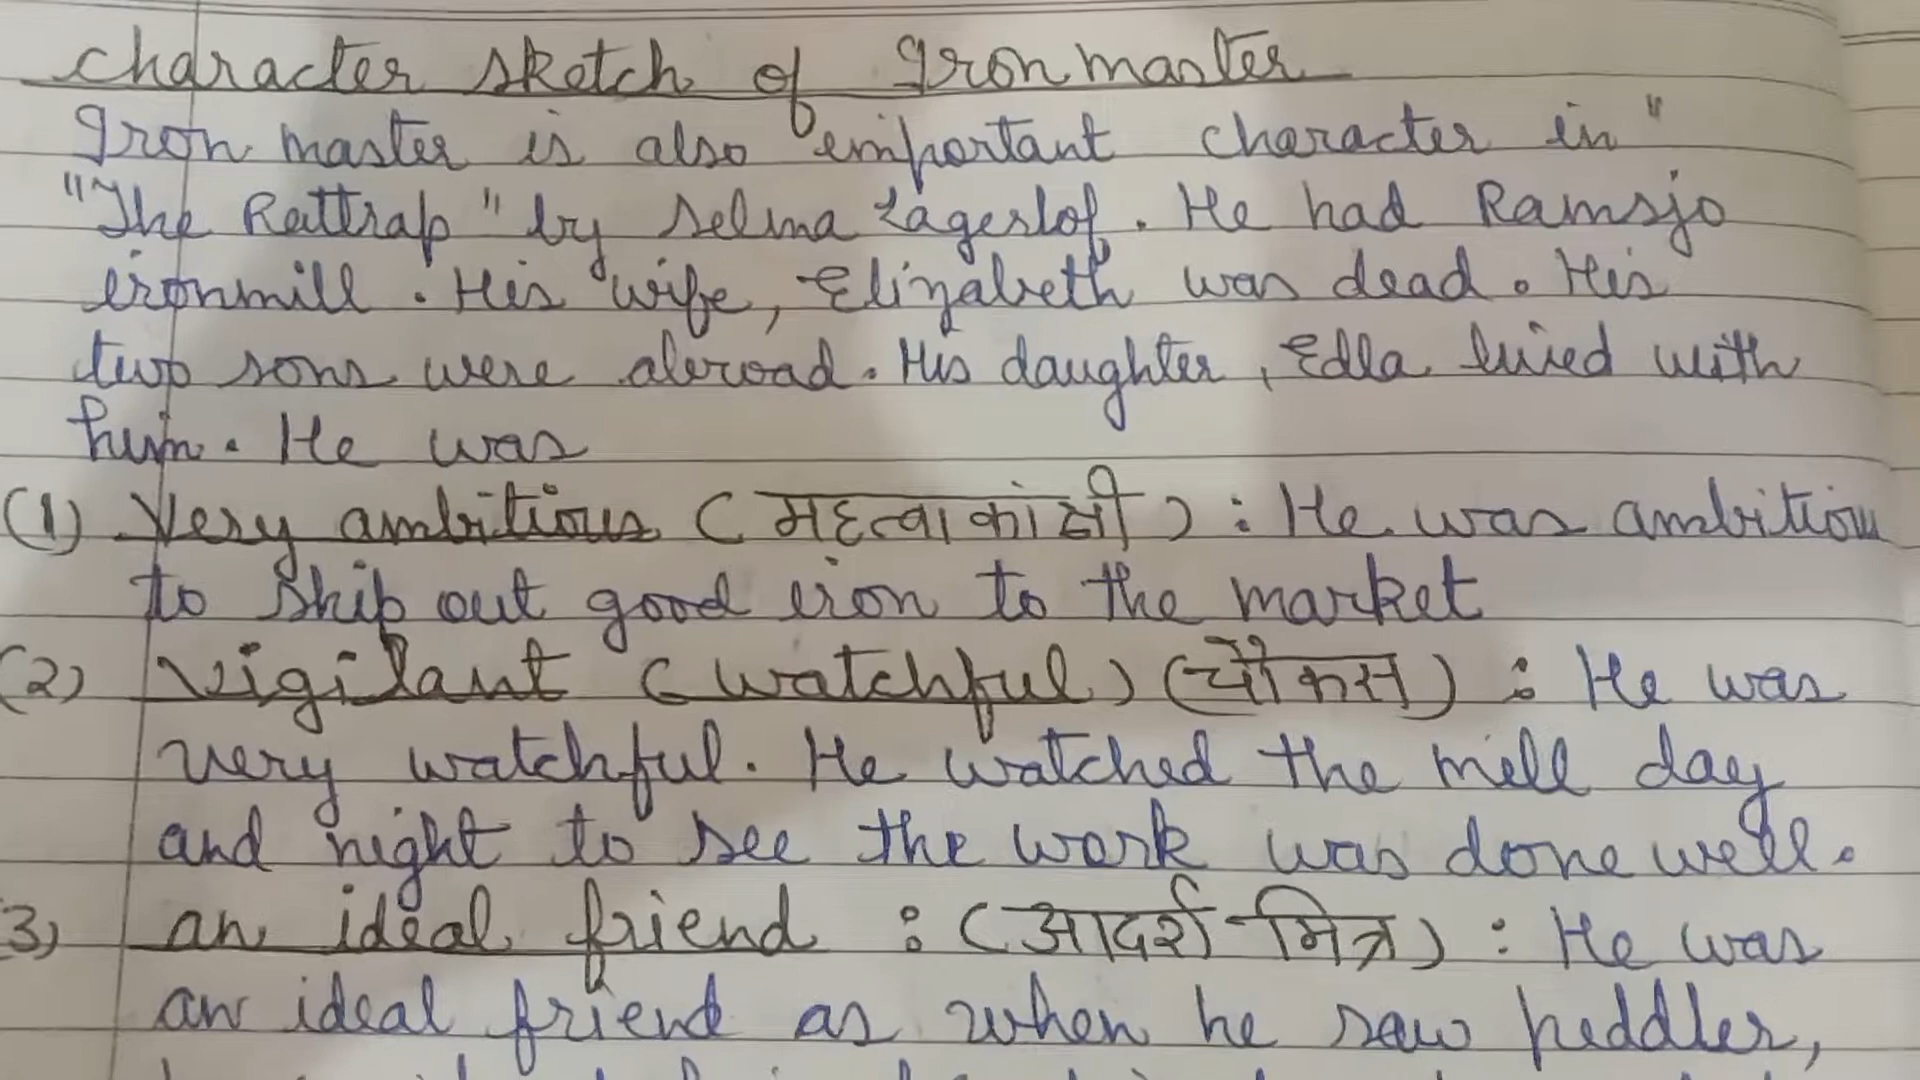 character sketch of Ironmaster
Iron master is also important character in "
"The Rattrap" by Selma Lagerlof. He had Ramsjo
ironmill. His wife, Elizabeth was dead. His
two sons were abroad. His daughter, Edla lived with
him. He was
(1) Very ambitious (महत्वाकांक्षी) : He was ambitious
to ship out good iron to the market
(2) Vigilant (watchful) (चौकस) : He was
very watchful. He watched the mill day
and night to see the work was done well.
3) an ideal friend : (आदर्श मित्र) : He was
an ideal friend as when he saw peddler,